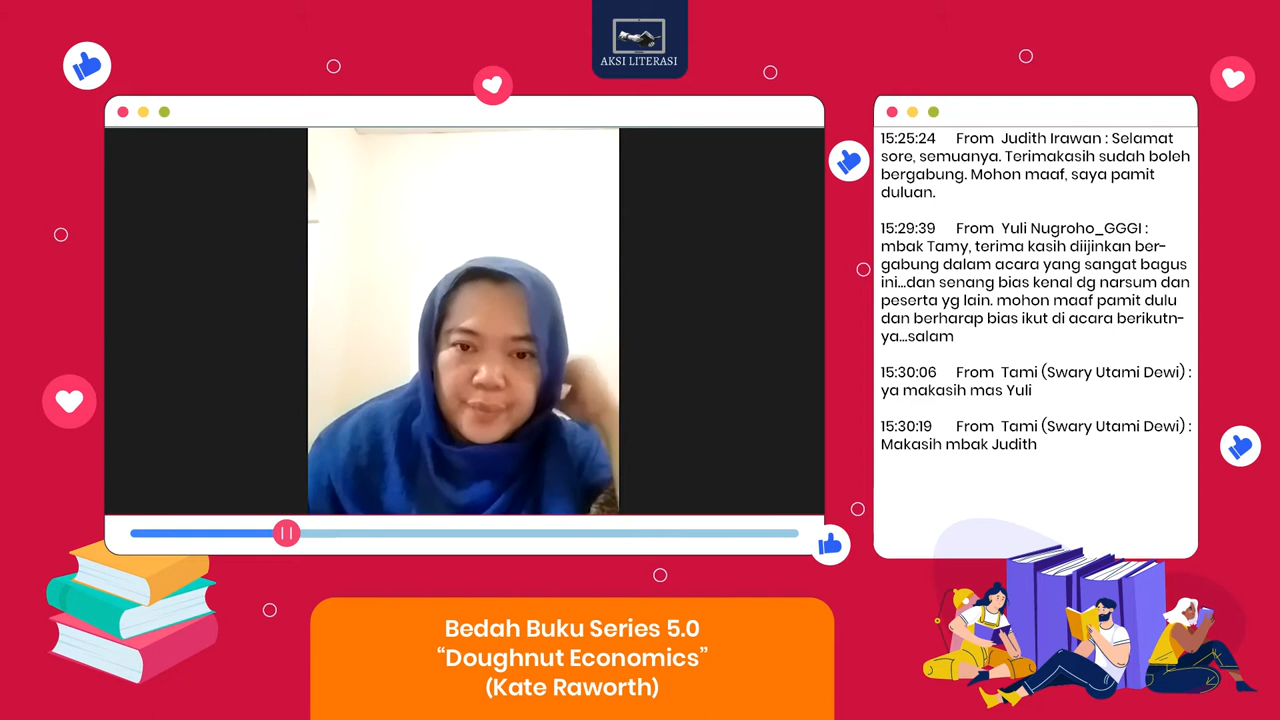 AKSI LITERASI
15:25:24 From Judith Irawan : Selamat
sore, semuanya. Terimakasih sudah boleh
bergabung. Mohon maaf, saya pamit
duluan.
15:29:39 From Yuli Nugroho_GGGI :
mbak Tamy, terima kasih diijinkan ber-
gabung dalam acara yang sangat bagus
ini...dan senang bias kenal dg narsum dan
peserta yg lain. mohon maaf pamit dulu
dan berharap bias ikut di acara berikutn-
ya...salam
15:30:06 From Tami (Swary Utami Dewi) :
ya makasih mas Yuli
15:30:19 From Tami (Swary Utami Dewi) :
Makasih mbak Judith
Bedah Buku Series 5.0
“Doughnut Economics”
(Kate Raworth)